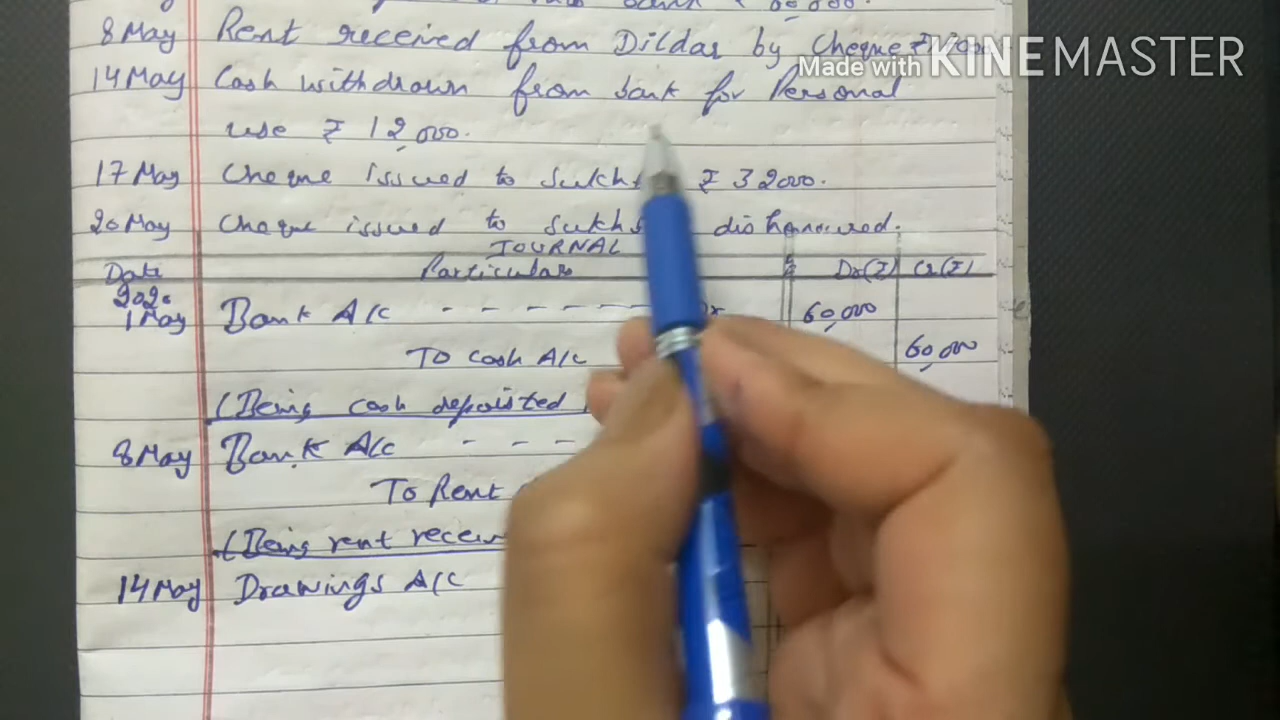 8 May Rent received from Dildar by Cheque
Made with KINEMASTER
14 May Cash withdrawn from bank for Personal
use ₹ 12,000.
17 May Cheque issued to ₹ 32000.
20 May Cheque issued to dishonoured.
JOURNAL
Date Particulars Dr(₹) Cr(₹)
2020
1 May Bank A/c - - - - - - Dr 60,000
To Cash A/c 60,000
(Being cash depoisted
8 May Bank A/c - - -
To Rent
(Being rent
14 May Drawings A/c